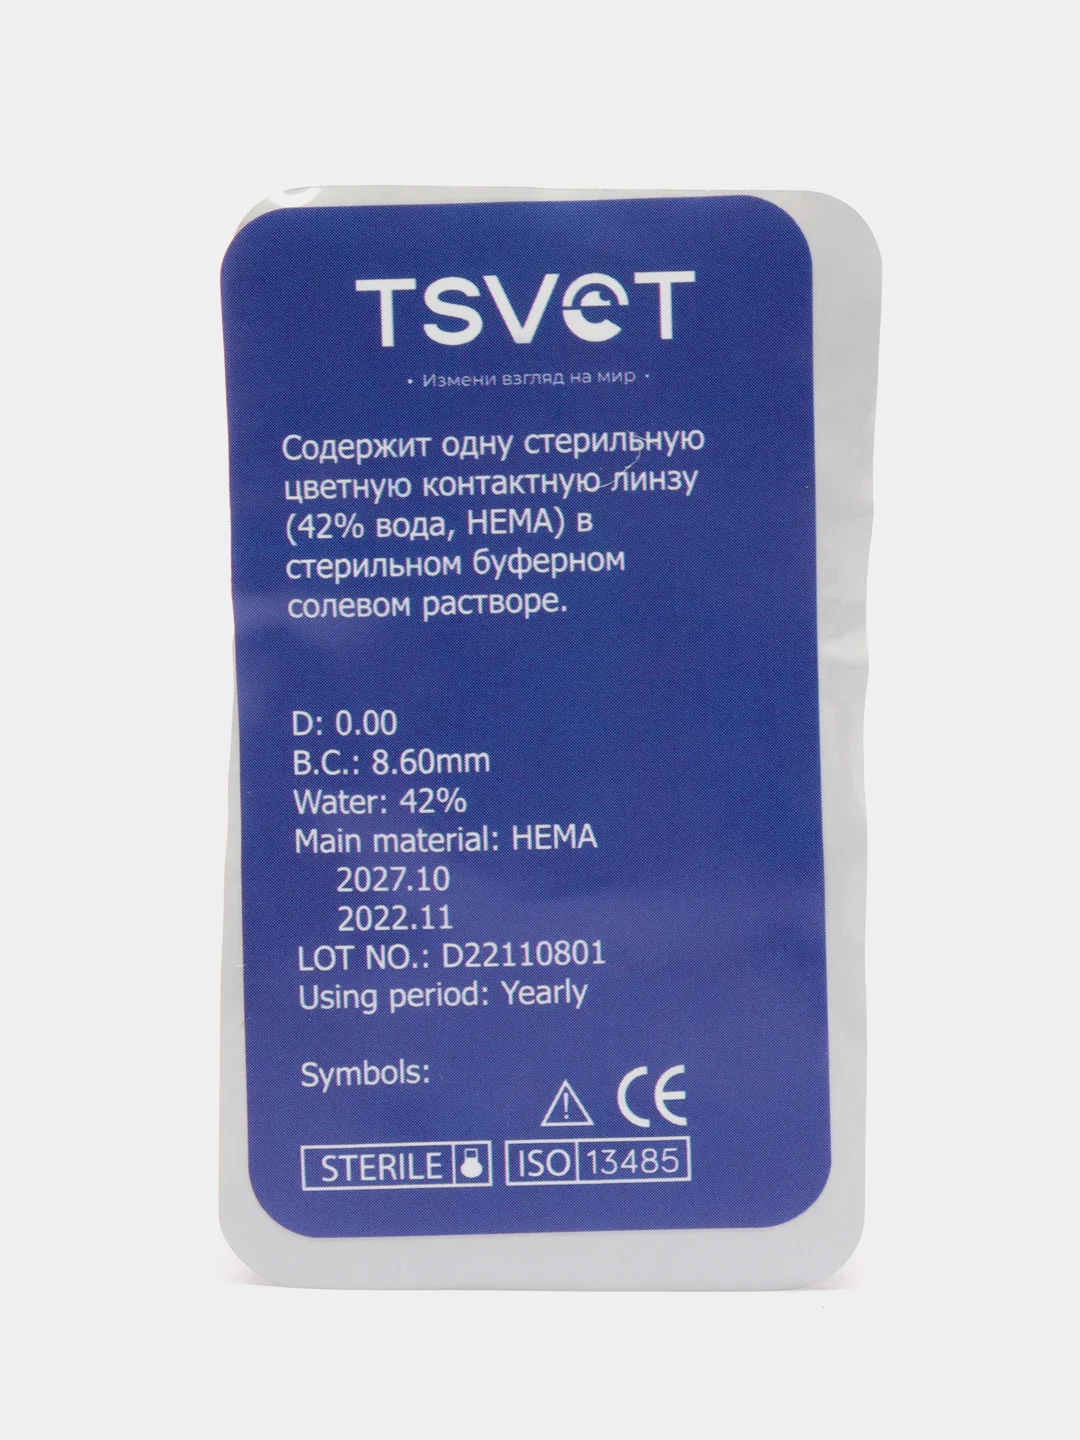 TSVET
• Измени взгляд на мир •
Содержит одну стерильную
цветную контактную линзу
(42% вода, HEMA) в
стерильном буферном
солевом растворе.
D: 0.00
B.C.: 8.60mm
Water: 42%
Main material: HEMA
2027.10
2022.11
LOT NO.: D22110801
Using period: Yearly
Symbols:
CE
STERILE
ISO 13485